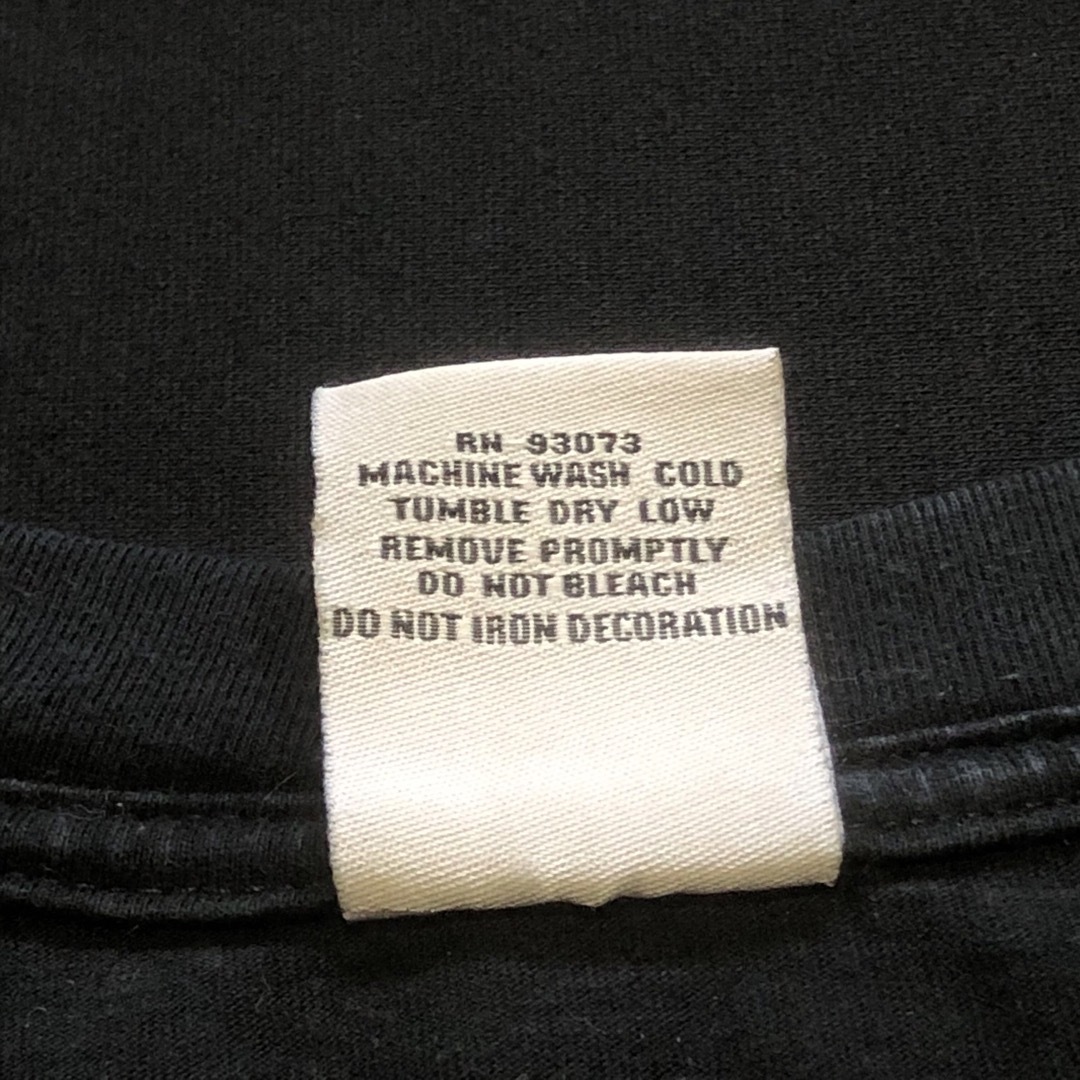 RN 93073
MACHINE WASH COLD
TUMBLE DRY LOW
REMOVE PROMPTLY
DO NOT BLEACH
DO NOT IRON DECORATION